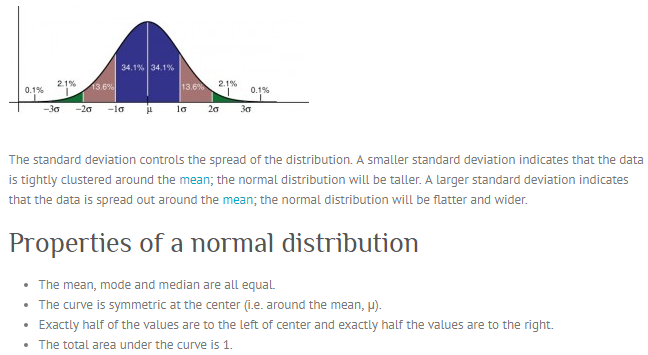 34.1% 34.1%
0.1% 2.1% 13.6% 13.6% 2.1% 0.1%
−3σ −2σ −1σ μ 1σ 2σ 3σ
The standard deviation controls the spread of the distribution. A smaller standard deviation indicates that the data
is tightly clustered around the mean; the normal distribution will be taller. A larger standard deviation indicates
that the data is spread out around the mean; the normal distribution will be flatter and wider.
Properties of a normal distribution
• The mean, mode and median are all equal.
• The curve is symmetric at the center (i.e. around the mean, μ).
• Exactly half of the values are to the left of center and exactly half the values are to the right.
• The total area under the curve is 1.